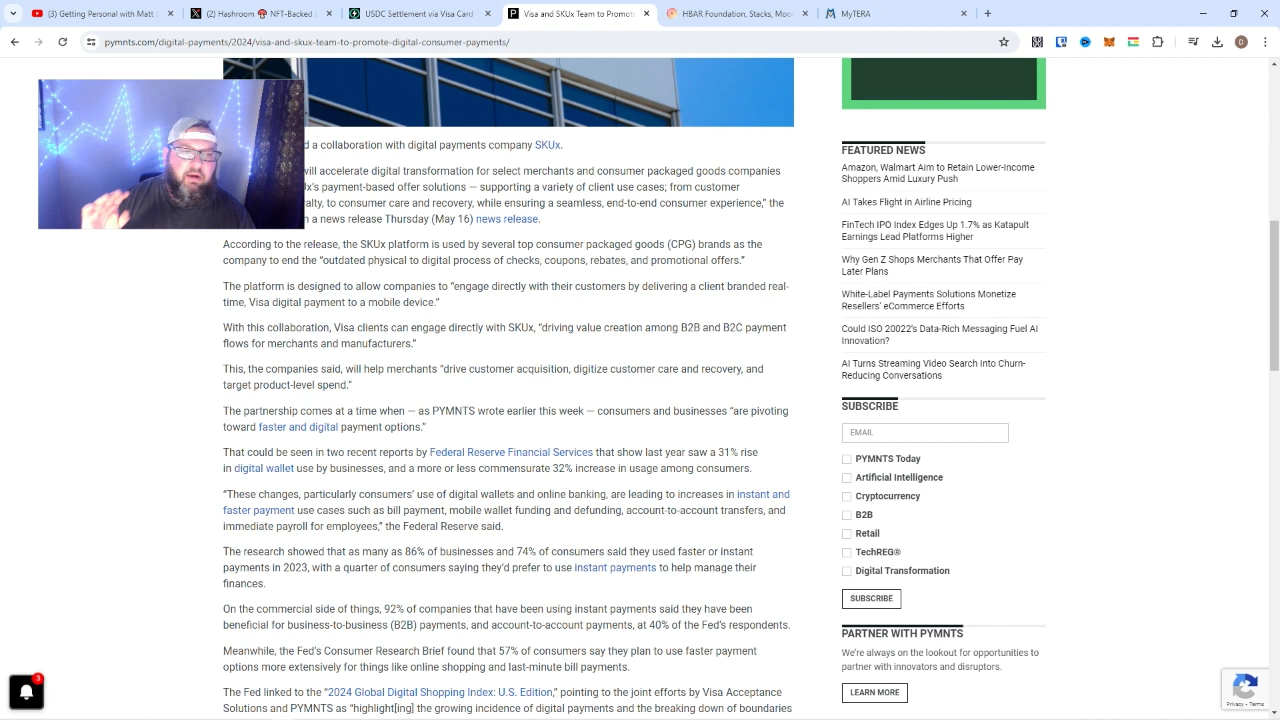 (3) Getting Personal with Matt
Harrison
NFT-Backed
USDC Settlement via Visa Card
Visa and SKUx Team to Promote
HBAR Foundation, Stacks, Moo
MyTERA
pymnts.com/digital-payments/2024/visa-and-skux-team-to-promote-digital-consumer-payments/
d a collaboration with digital payments company SKUx.
will accelerate digital transformation for select merchants and consumer packaged goods companies
x's payment-based offer solutions — supporting a variety of client use cases; from customer
alty, to consumer care and recovery, while ensuring a seamless, end-to-end consumer experience,” the
n a news release Thursday (May 16) news release.
According to the release, the SKUx platform is used by several top consumer packaged goods (CPG) brands as the
company to end the “outdated physical to digital process of checks, coupons, rebates, and promotional offers.”
The platform is designed to allow companies to “engage directly with their customers by delivering a client branded real-
time, Visa digital payment to a mobile device.”
With this collaboration, Visa clients can engage directly with SKUx, “driving value creation among B2B and B2C payment
flows for merchants and manufacturers.”
This, the companies said, will help merchants “drive customer acquisition, digitize customer care and recovery, and
target product-level spend.”
The partnership comes at a time when — as PYMNTS wrote earlier this week — consumers and businesses “are pivoting
toward faster and digital payment options.”
That could be seen in two recent reports by Federal Reserve Financial Services that show last year saw a 31% rise
in digital wallet use by businesses, and a more or less commensurate 32% increase in usage among consumers.
“These changes, particularly consumers’ use of digital wallets and online banking, are leading to increases in instant and
faster payment use cases such as bill payment, mobile wallet funding and defunding, account-to-account transfers, and
immediate payroll for employees,” the Federal Reserve said.
The research showed that as many as 86% of businesses and 74% of consumers said they used faster or instant
payments in 2023, with a quarter of consumers saying they’d prefer to use instant payments to help manage their
finances.
On the commercial side of things, 92% of companies that have been using instant payments said they have been
beneficial for business-to-business (B2B) payments, and account-to-account payments, at 40% of the Fed’s respondents.
Meanwhile, the Fed’s Consumer Research Brief found that 57% of consumers say they plan to use faster payment
options more extensively for things like online shopping and last-minute bill payments.
The Fed linked to the “2024 Global Digital Shopping Index: U.S. Edition,” pointing to the joint efforts by Visa Acceptance
Solutions and PYMNTS as “highlight[ing] the growing incidence of digital payments and the breaking down of boundaries
FEATURED NEWS
Amazon, Walmart Aim to Retain Lower-Income
Shoppers Amid Luxury Push
AI Takes Flight in Airline Pricing
FinTech IPO Index Edges Up 1.7% as Katapult
Earnings Lead Platforms Higher
Why Gen Z Shops Merchants That Offer Pay
Later Plans
White-Label Payments Solutions Monetize
Resellers’ eCommerce Efforts
Could ISO 20022’s Data-Rich Messaging Fuel AI
Innovation?
AI Turns Streaming Video Search Into Churn-
Reducing Conversations
SUBSCRIBE
EMAIL
PYMNTS Today
Artificial Intelligence
Cryptocurrency
B2B
Retail
TechREG®
Digital Transformation
SUBSCRIBE
PARTNER WITH PYMNTS
We’re always on the lookout for opportunities to
partner with innovators and disruptors.
LEARN MORE
3
Privacy - Terms